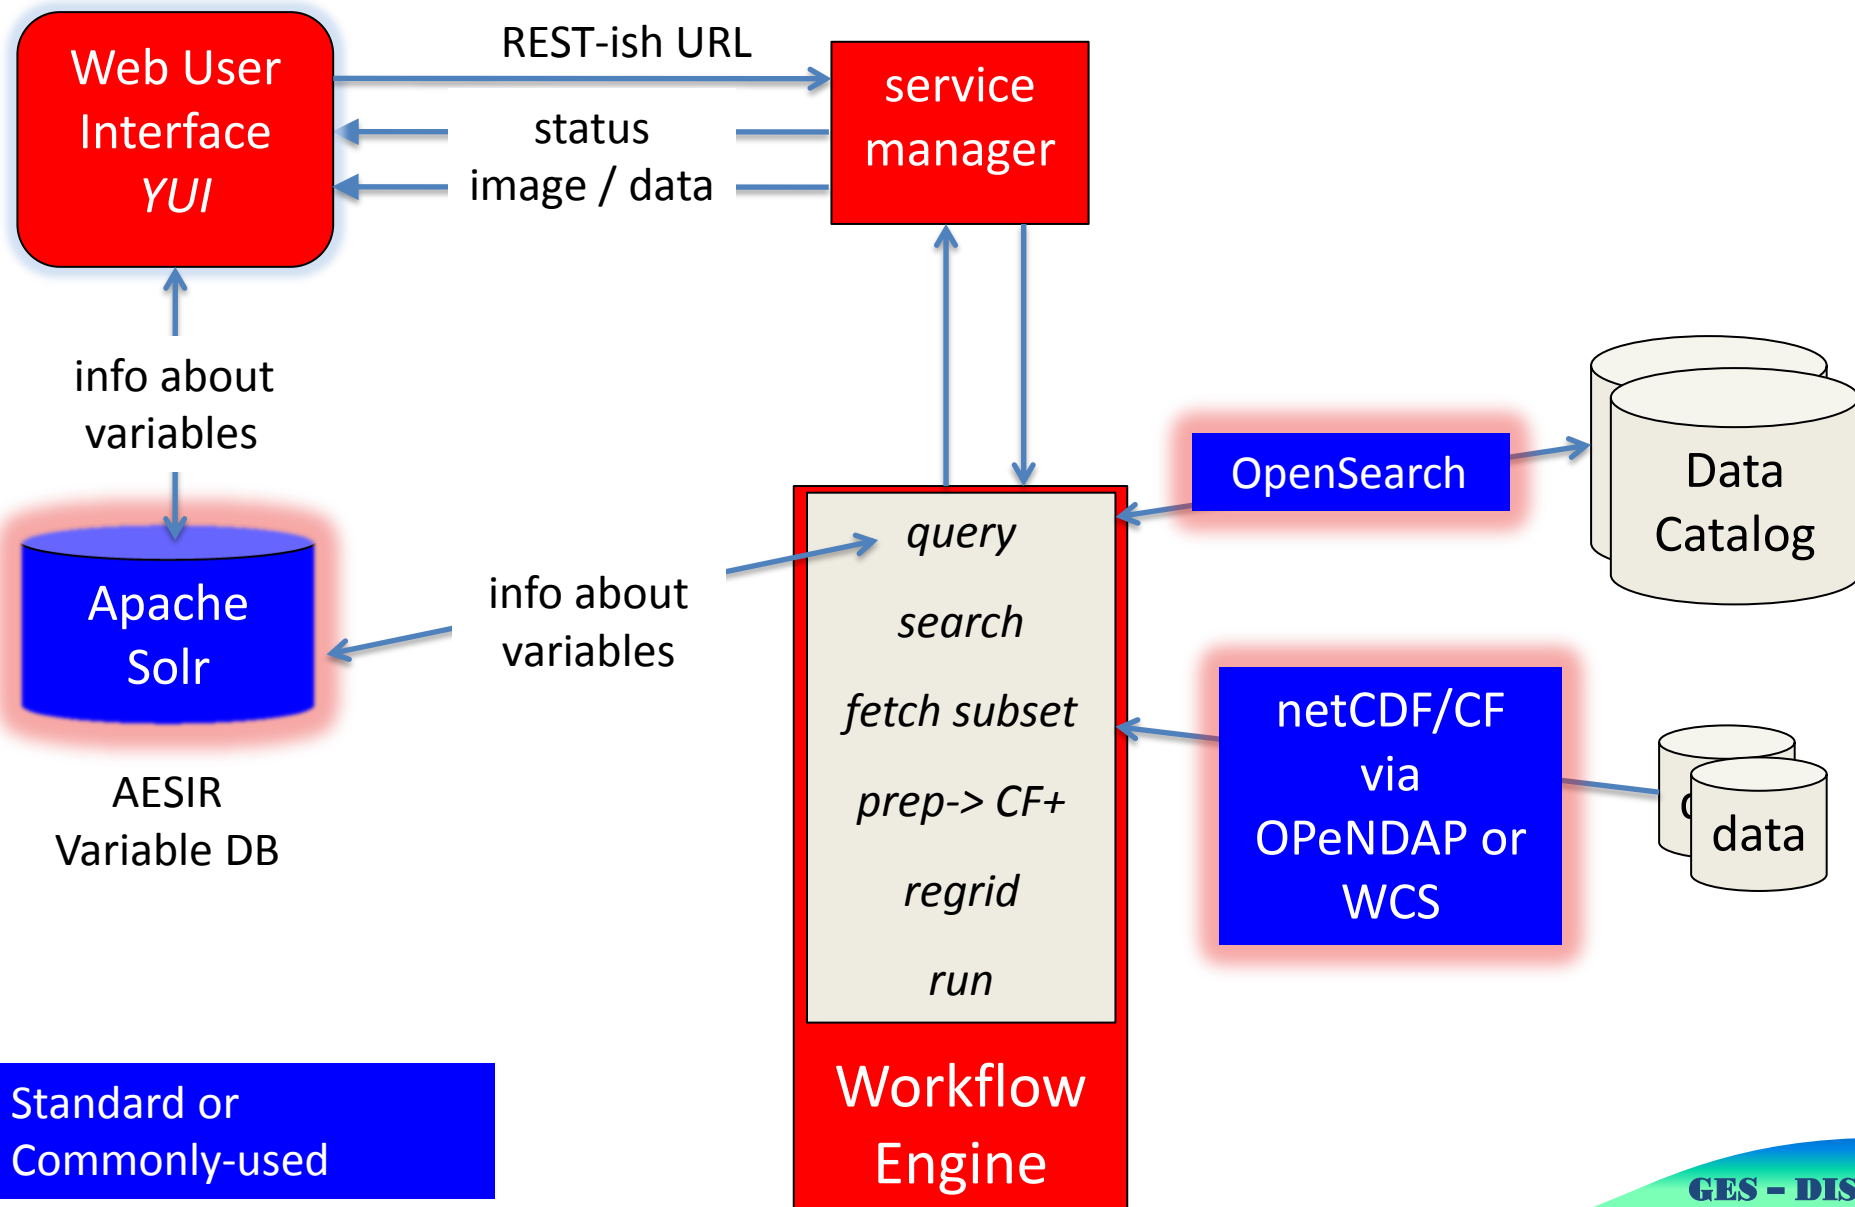 Web User
Interface
YUI
REST-ish URL
status
image / data
service
manager
info about
variables
Apache
Solr
AESIR
Variable DB
info about
variables
query
search
fetch subset
prep-> CF+
regrid
run
Workflow
Engine
OpenSearch
Data
Catalog
netCDF/CF
via
OPeNDAP or
WCS
data
Standard or
Commonly-used
GES – DIS